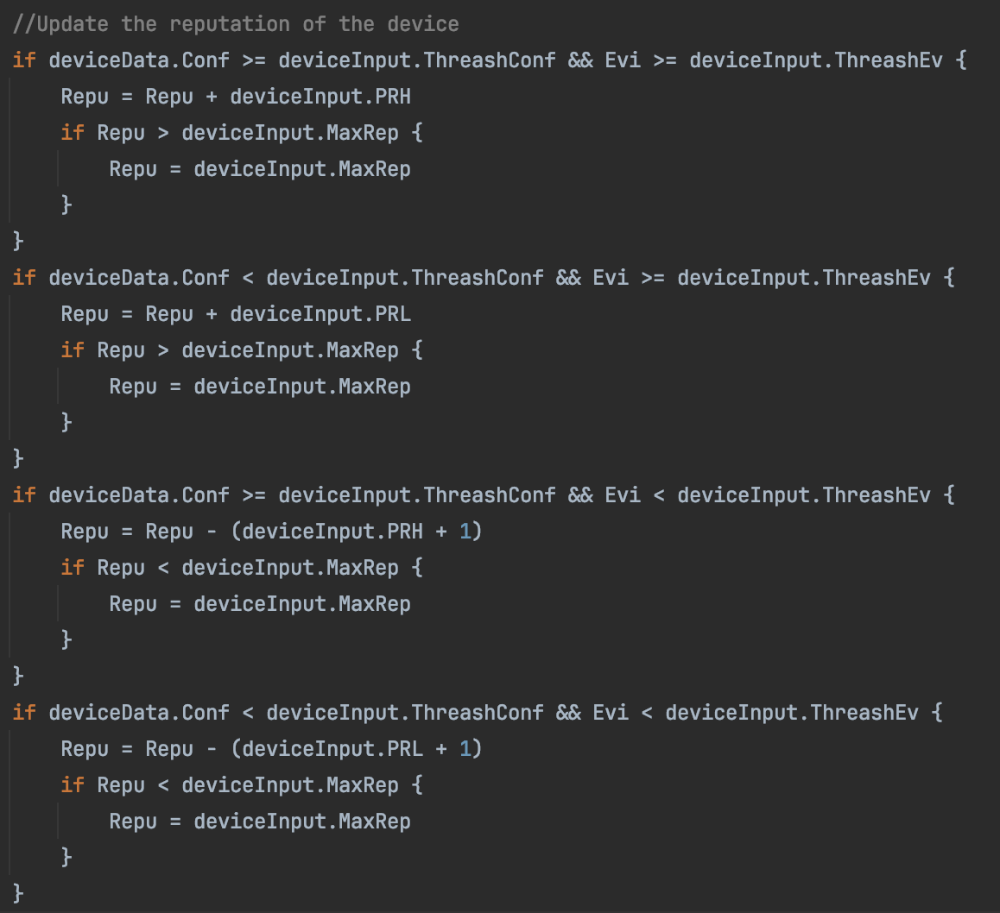 //Update the reputation of the device
if deviceData.Conf >= deviceInput.ThreashConf && Evi >= deviceInput.ThreashEv {
    Repu = Repu + deviceInput.PRH
    if Repu > deviceInput.MaxRep {
        Repu = deviceInput.MaxRep
    }
}
if deviceData.Conf < deviceInput.ThreashConf && Evi >= deviceInput.ThreashEv {
    Repu = Repu + deviceInput.PRL
    if Repu > deviceInput.MaxRep {
        Repu = deviceInput.MaxRep
    }
}
if deviceData.Conf >= deviceInput.ThreashConf && Evi < deviceInput.ThreashEv {
    Repu = Repu - (deviceInput.PRH + 1)
    if Repu < deviceInput.MaxRep {
        Repu = deviceInput.MaxRep
    }
}
if deviceData.Conf < deviceInput.ThreashConf && Evi < deviceInput.ThreashEv {
    Repu = Repu - (deviceInput.PRL + 1)
    if Repu < deviceInput.MaxRep {
        Repu = deviceInput.MaxRep
    }
}